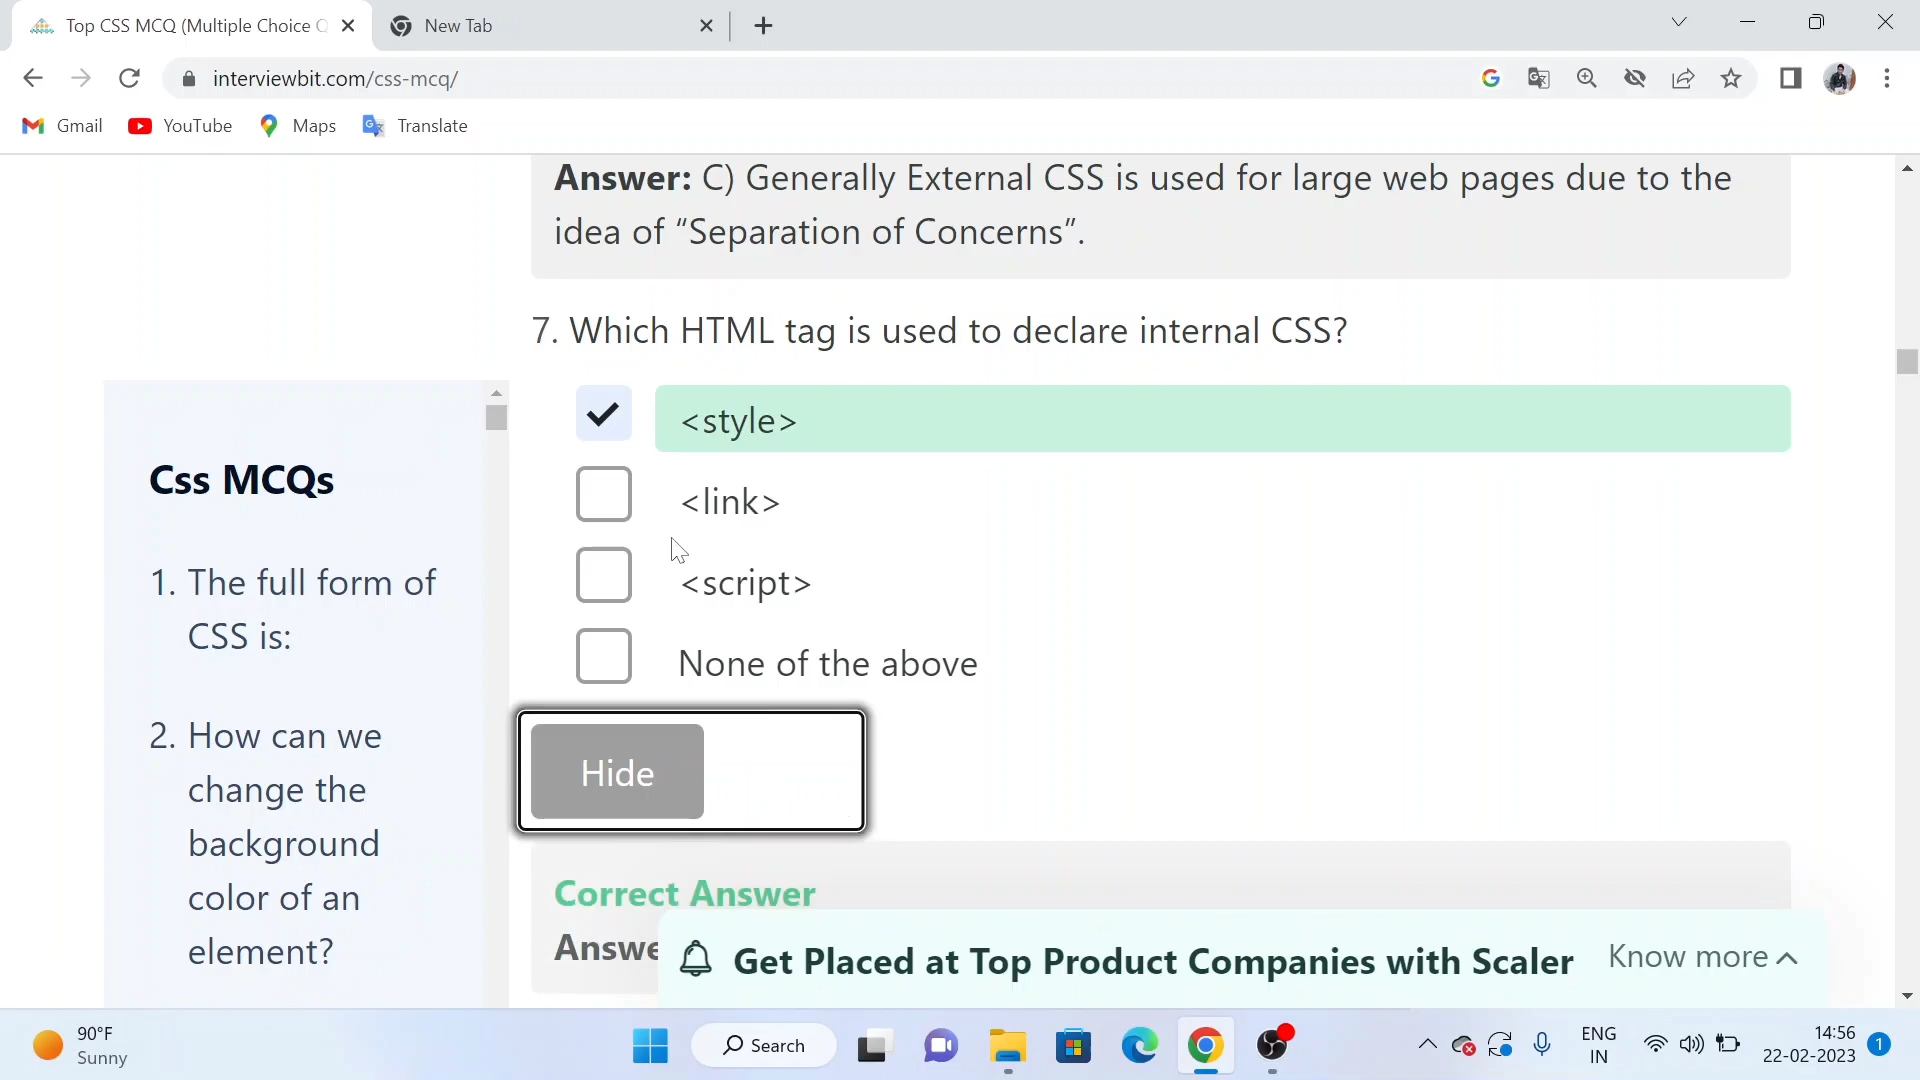 Top CSS MCQ (Multiple Choice Q
New Tab
interviewbit.com/css-mcq/
Gmail
YouTube
Maps
Translate
Answer: C) Generally External CSS is used for large web pages due to the
idea of “Separation of Concerns”.
7. Which HTML tag is used to declare internal CSS?
<style>
<link>
<script>
None of the above
Hide
Correct Answer
Answe
Css MCQs
1. The full form of
CSS is:
2. How can we
change the
background
color of an
element?
Get Placed at Top Product Companies with Scaler
Know more
90°F
Sunny
Search
ENG
IN
14:56
22-02-2023
1